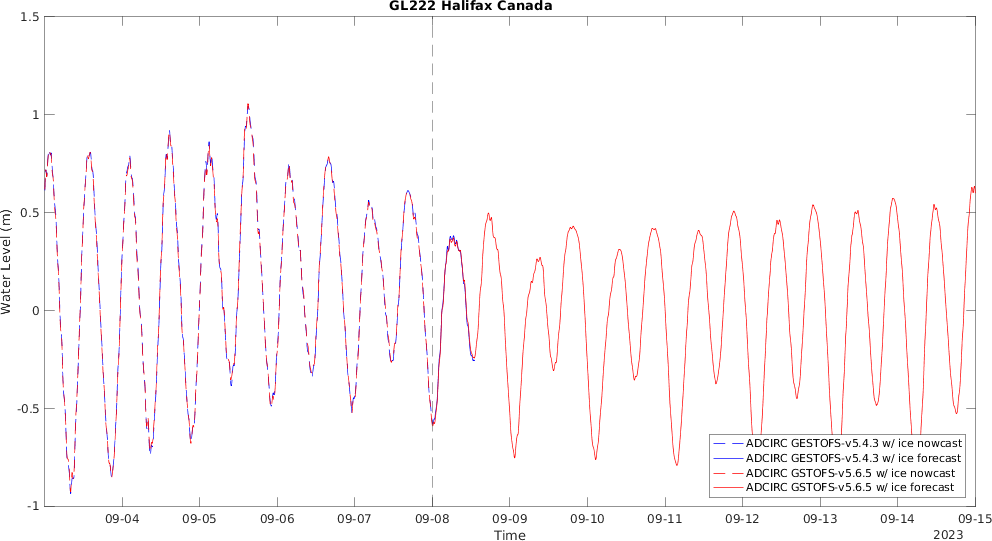 GL222 Halifax Canada
1.5
1
0.5
0
-0.5
-1
Water Level (m)
09-04 09-05 09-06 09-07 09-08 09-09 09-10 09-11 09-12 09-13 09-14 09-15
Time
2023
ADCIRC GESTOFS-v5.4.3 w/ ice nowcast
ADCIRC GESTOFS-v5.4.3 w/ ice forecast
ADCIRC GSTOFS-v5.6.5 w/ ice nowcast
ADCIRC GSTOFS-v5.6.5 w/ ice forecast